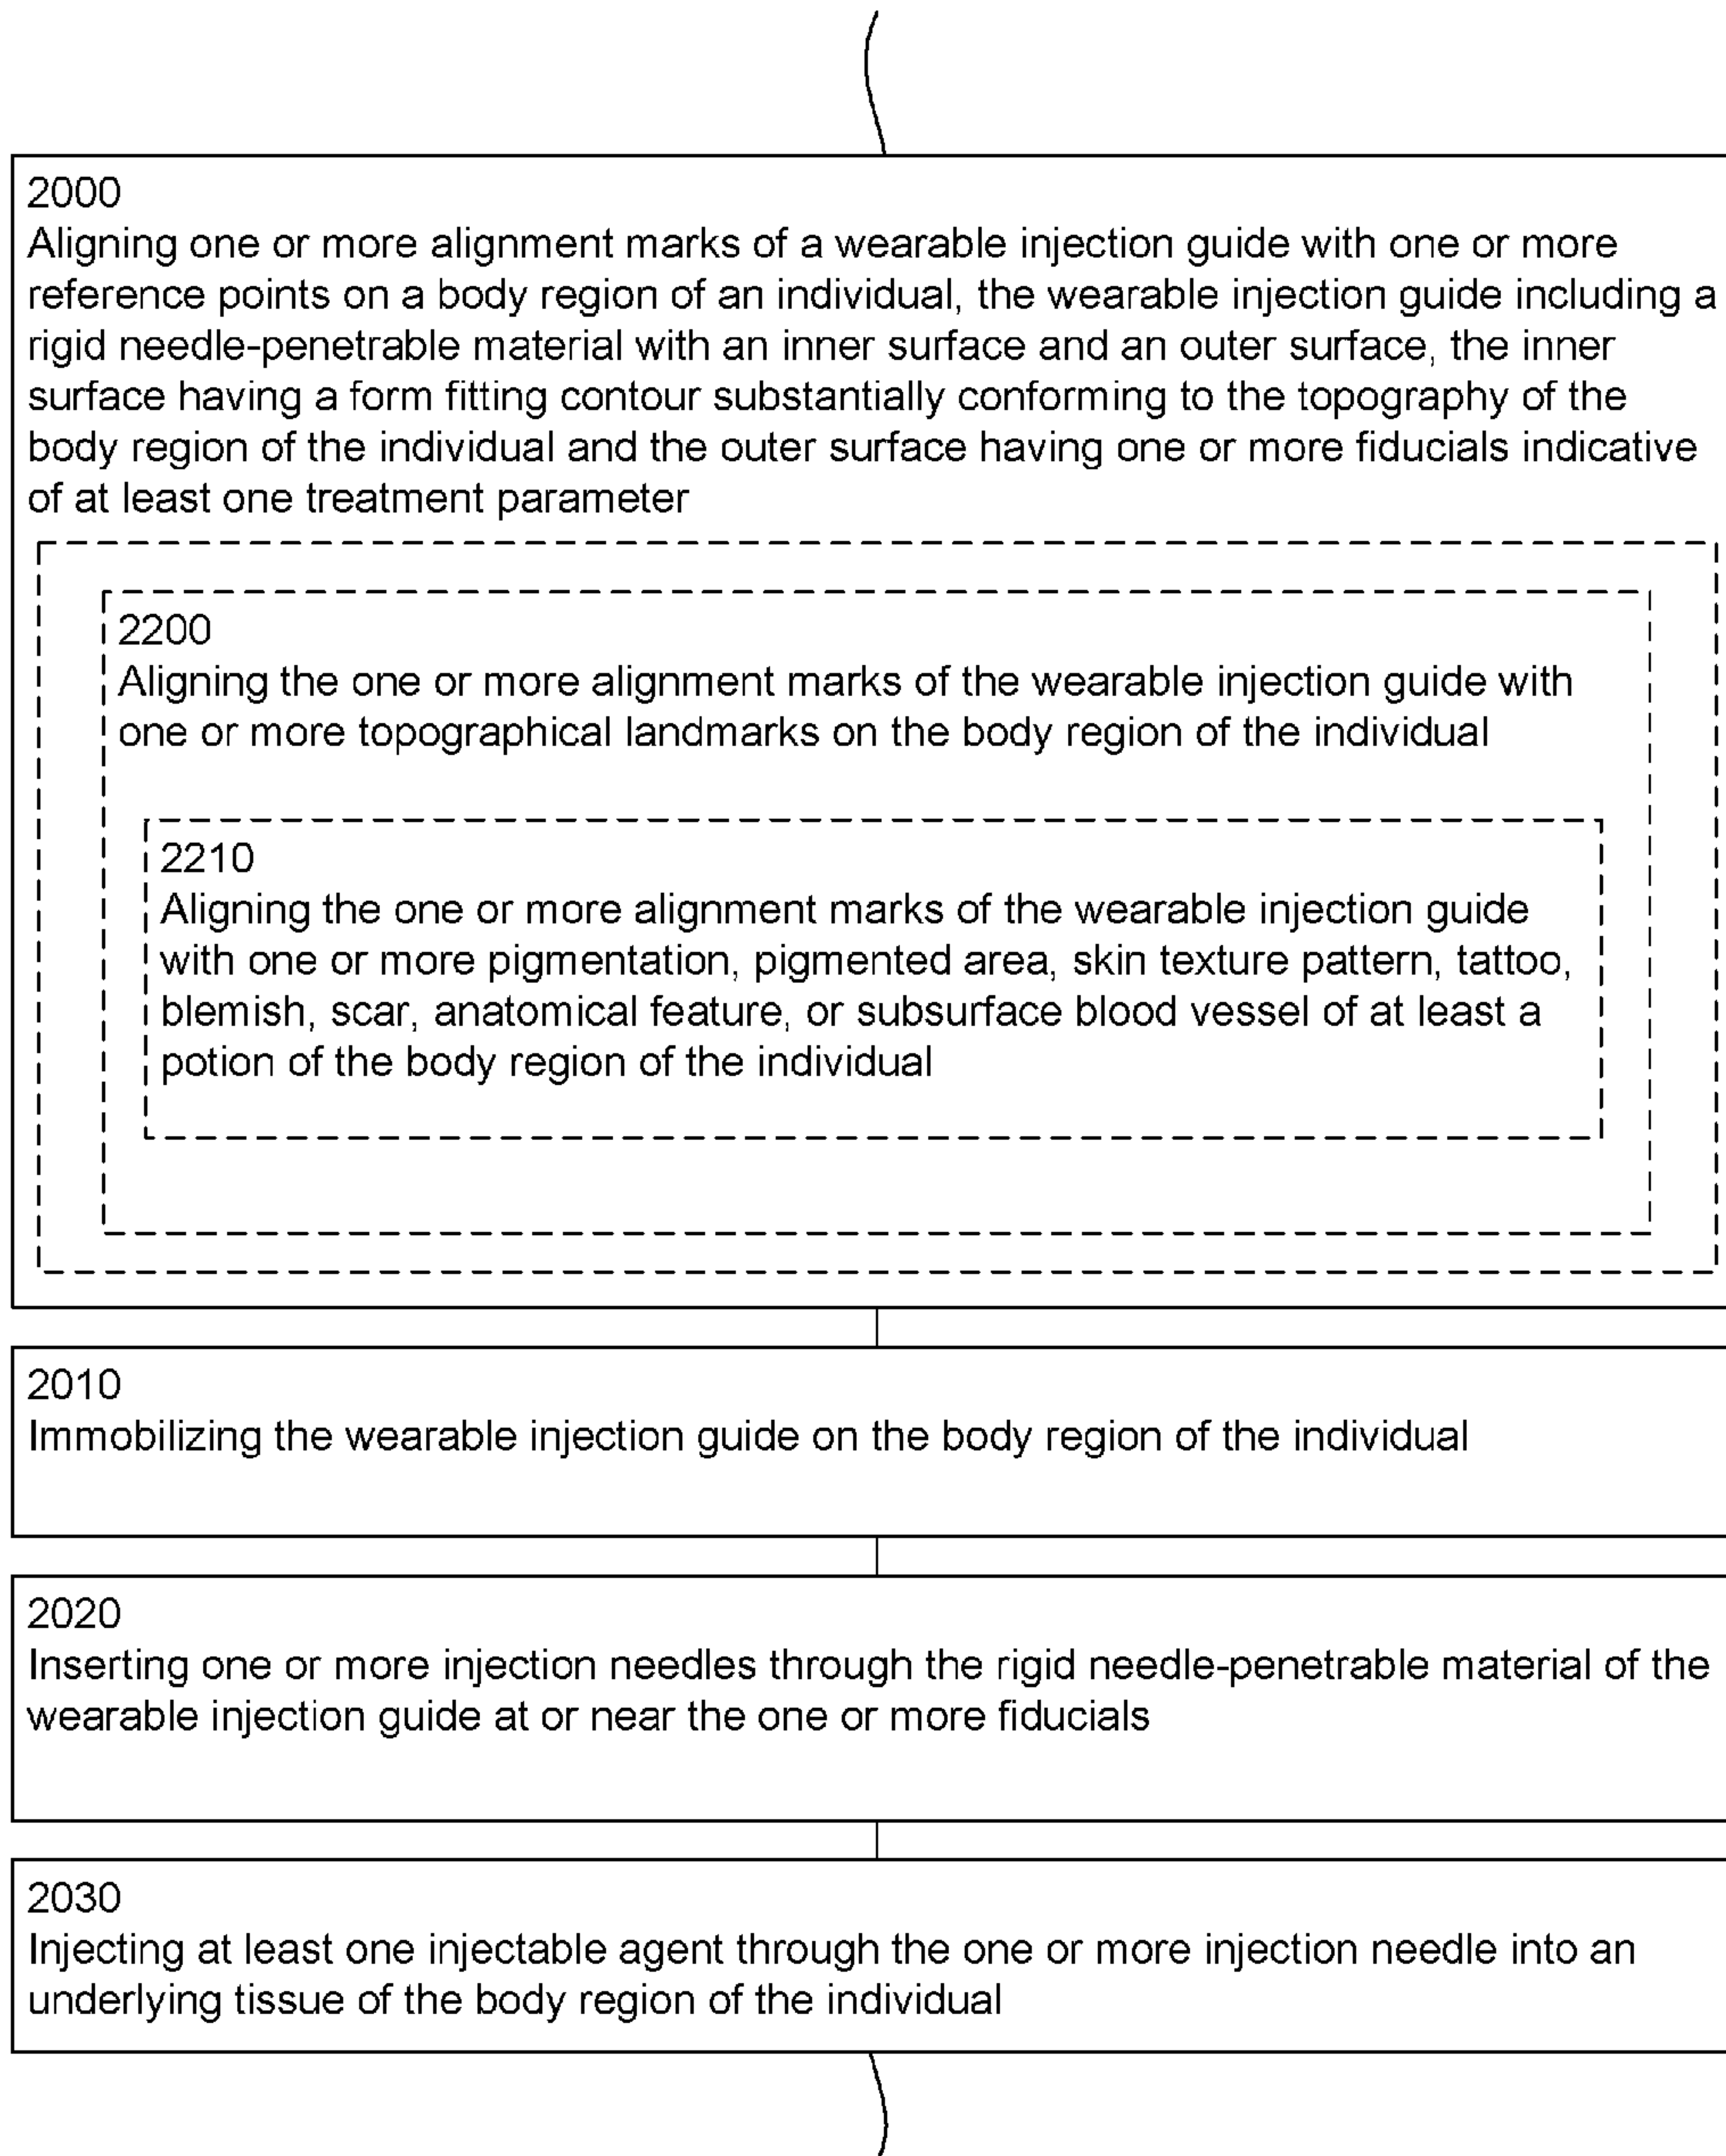 2000
Aligning one or more alignment marks of a wearable injection guide with one or more
reference points on a body region of an individual, the wearable injection guide including a
rigid needle-penetrable material with an inner surface and an outer surface, the inner
surface having a form fitting contour substantially conforming to the topography of the
body region of the individual and the outer surface having one or more fiducials indicative
of at least one treatment parameter
2200
Aligning the one or more alignment marks of the wearable injection guide with
one or more topographical landmarks on the body region of the individual
2210
Aligning the one or more alignment marks of the wearable injection guide
with one or more pigmentation, pigmented area, skin texture pattern, tattoo,
blemish, scar, anatomical feature, or subsurface blood vessel of at least a
potion of the body region of the individual
2010
Immobilizing the wearable injection guide on the body region of the individual
2020
Inserting one or more injection needles through the rigid needle-penetrable material of the
wearable injection guide at or near the one or more fiducials
2030
Injecting at least one injectable agent through the one or more injection needle into an
underlying tissue of the body region of the individual